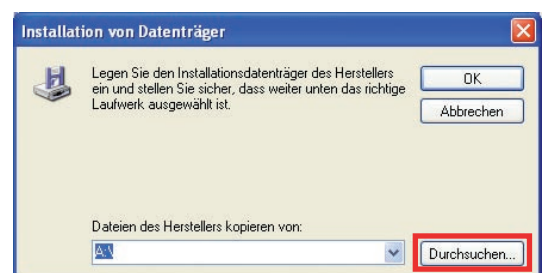 Installation von Datenträger
Legen Sie den Installationsdatenträger des Herstellers
ein und stellen Sie sicher, dass weiter unten das richtige
Laufwerk ausgewählt ist.
OK
Abbrechen
Dateien des Herstellers kopieren von:
A:\
Durchsuchen...